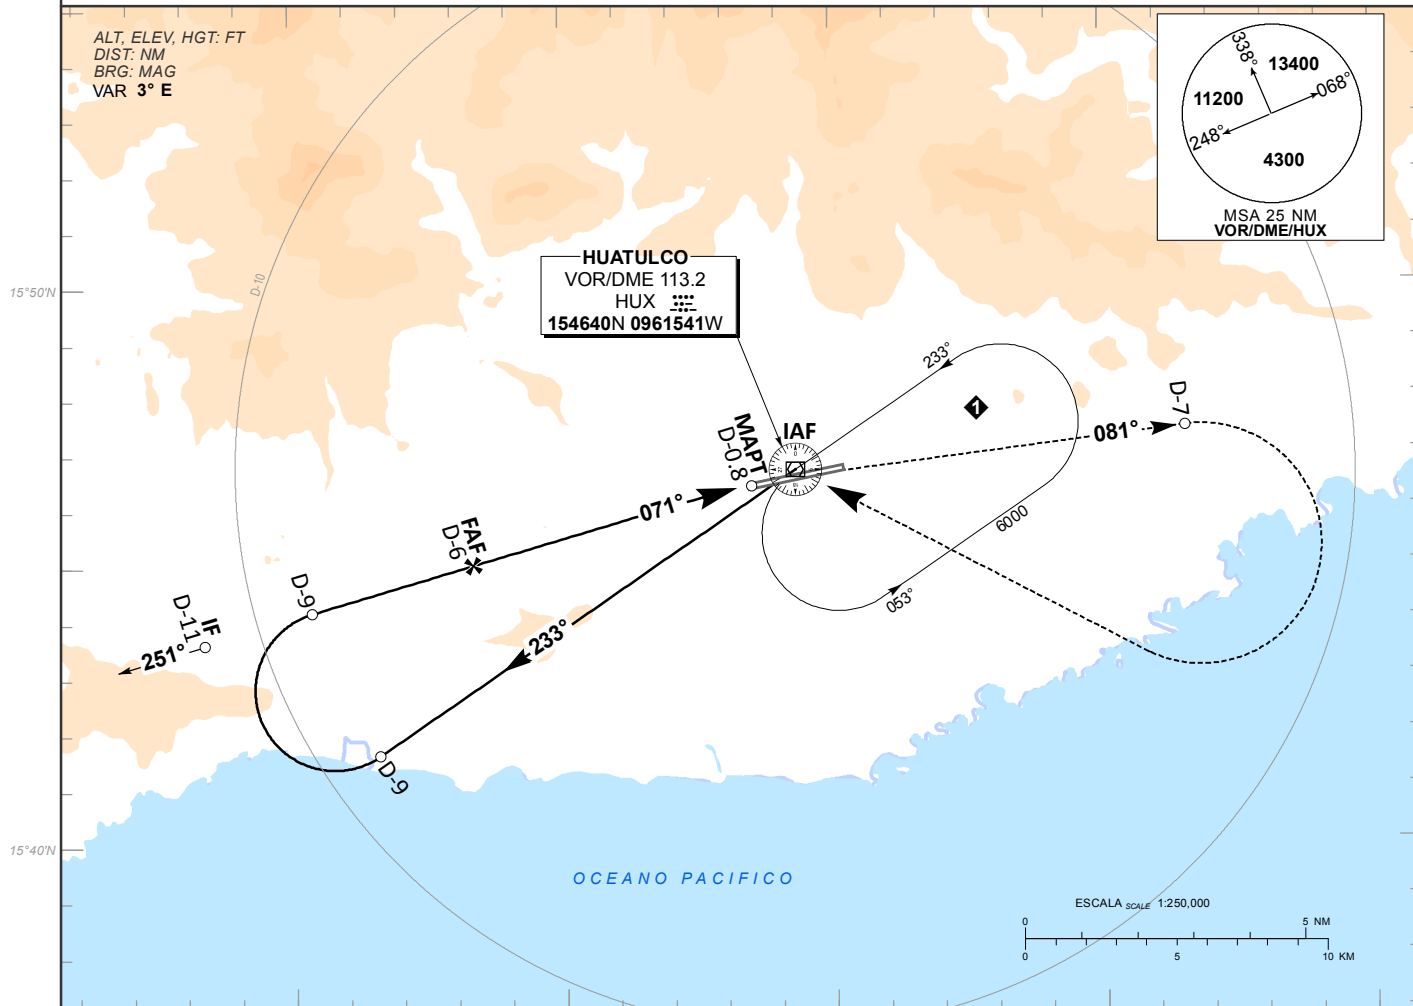 ALT, ELEV, HGT: FT
DIST: NM
BRG: MAG
VAR 3° E
338°
13400
068°
11200
248°
4300
MSA 25 NM
VOR/DME/HUX
HUATULCO
VOR/DME 113.2
HUX
154640N 0961541W
D-10
15°50'N
233°
1
D-7
081°
IAF
MAPT
D-0.8
071°
6000
053°
FAF
D-6
D-9
IF
D-11
251°
233°
D-9
15°40'N
OCEANO PACIFICO
ESCALA SCALE 1:250,000
0 5 NM
0 5 10 KM